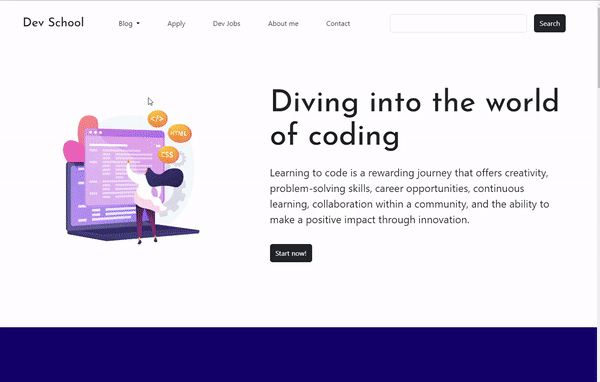 Dev School
Blog
Apply
Dev Jobs
About me
Contact
Search
</>
HTML
CSS
Diving into the world
of coding
Learning to code is a rewarding journey that offers creativity,
problem-solving skills, career opportunities, continuous
learning, collaboration within a community, and the ability to
make a positive impact through innovation.
Start now!